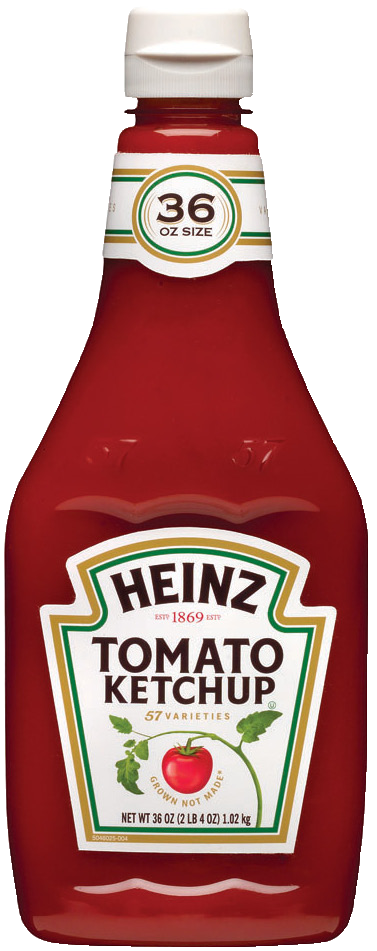 36
OZ SIZE
57 57
HEINZ
ESTD 1869 ESTD
TOMATO
KETCHUP
57 VARIETIES
GROWN NOT MADE®
NET WT 36 OZ (2 LB 4 OZ) 1.02 kg